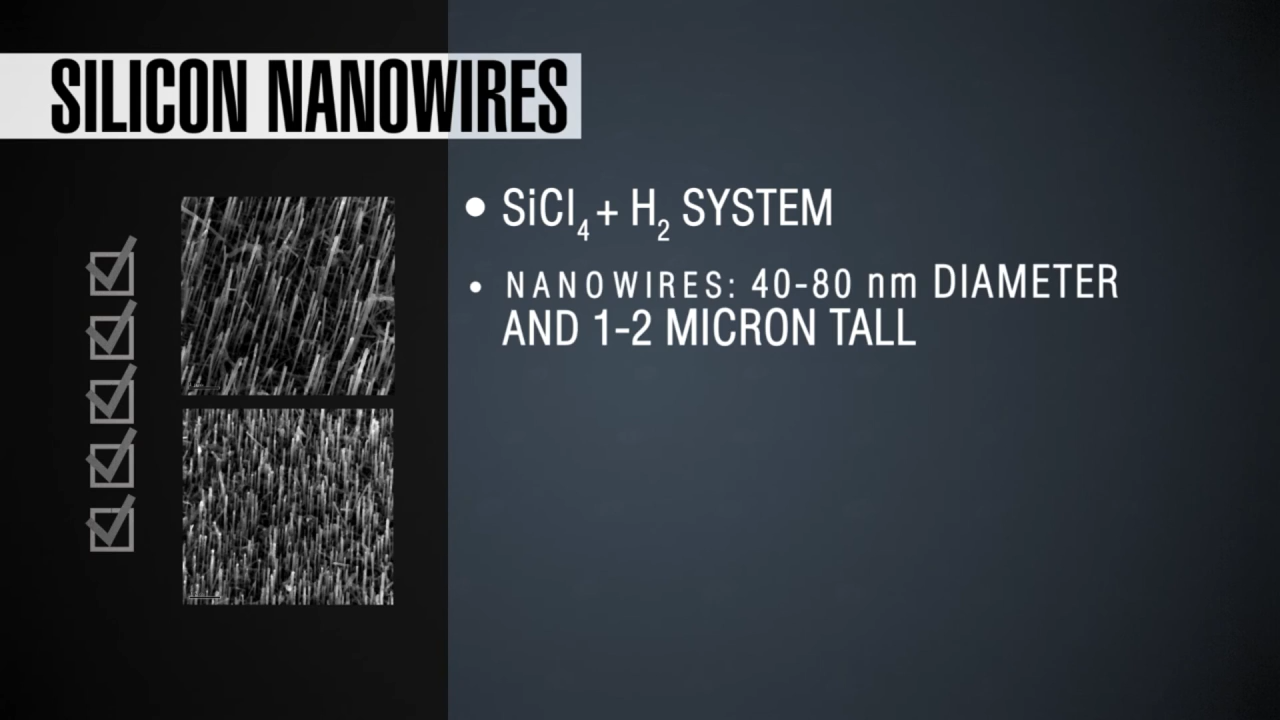 SILICON NANOWIRES
• SiCl₄ + H₂ SYSTEM
• NANOWIRES: 40-80 nm DIAMETER
AND 1-2 MICRON TALL